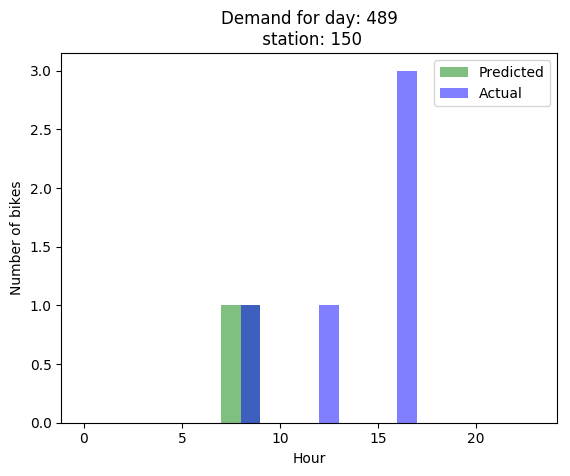 Demand for day: 489
station: 150
Predicted
Actual
Number of bikes
3.0
2.5
2.0
1.5
1.0
0.5
0.0
0 5 10 15 20
Hour